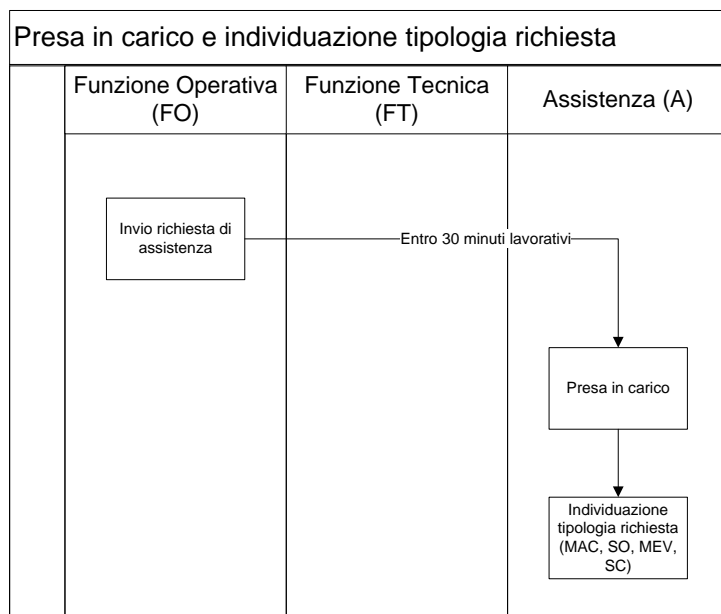 Presa in carico e individuazione tipologia richiesta
Funzione Operativa
(FO)
Funzione Tecnica
(FT)
Assistenza (A)
Invio richiesta di
assistenza
Entro 30 minuti lavorativi
Presa in carico
Individuazione
tipologia richiesta
(MAC, SO, MEV,
SC)